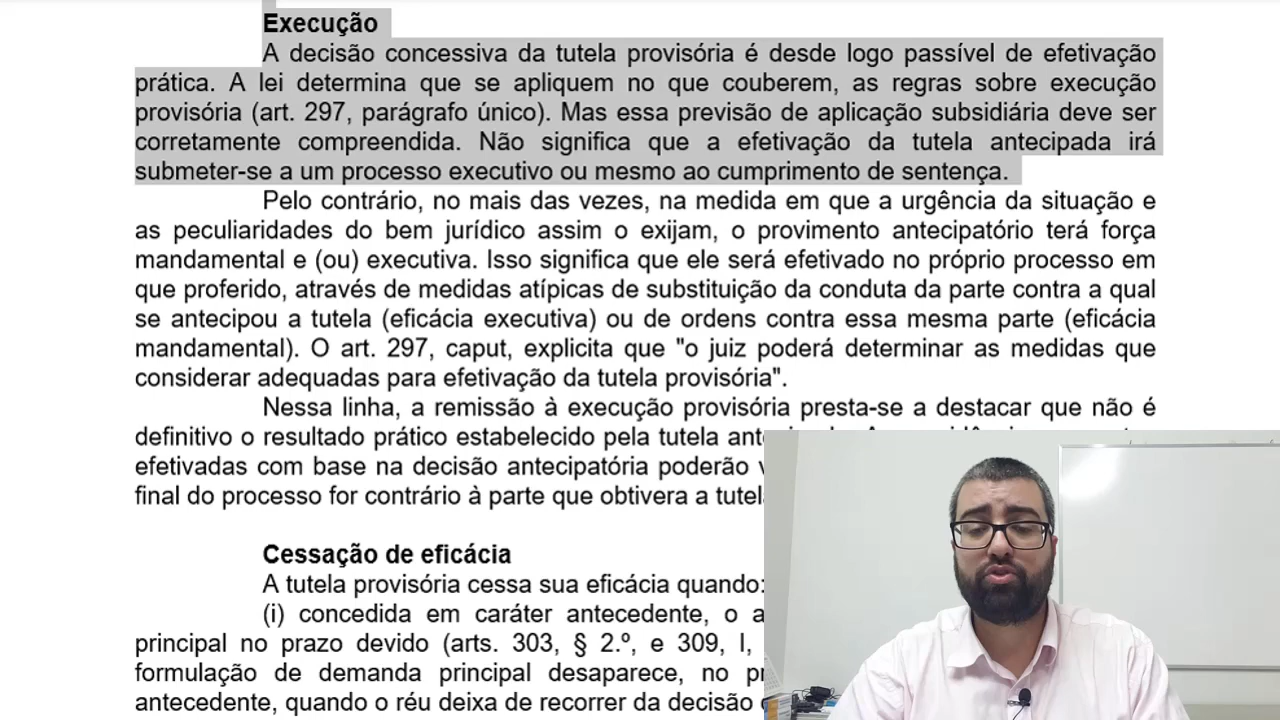 Execução
A decisão concessiva da tutela provisória é desde logo passível de efetivação
prática. A lei determina que se apliquem no que couberem, as regras sobre execução
provisória (art. 297, parágrafo único). Mas essa previsão de aplicação subsidiária deve ser
corretamente compreendida. Não significa que a efetivação da tutela antecipada irá
submeter-se a um processo executivo ou mesmo ao cumprimento de sentença.
Pelo contrário, no mais das vezes, na medida em que a urgência da situação e
as peculiaridades do bem jurídico assim o exijam, o provimento antecipatório terá força
mandamental e (ou) executiva. Isso significa que ele será efetivado no próprio processo em
que proferido, através de medidas atípicas de substituição da conduta da parte contra a qual
se antecipou a tutela (eficácia executiva) ou de ordens contra essa mesma parte (eficácia
mandamental). O art. 297, caput, explicita que "o juiz poderá determinar as medidas que
considerar adequadas para efetivação da tutela provisória".
Nessa linha, a remissão à execução provisória presta-se a destacar que não é
definitivo o resultado prático estabelecido pela tutela
efetivadas com base na decisão antecipatória poderão
final do processo for contrário à parte que obtivera a
Cessação de eficácia
A tutela provisória cessa sua eficácia quando:
(i) concedida em caráter antecedente, o
principal no prazo devido (arts. 303, § 2.º, e 309, I,
formulação de demanda principal desaparece, no
antecedente, quando o réu deixa de recorrer da decisão